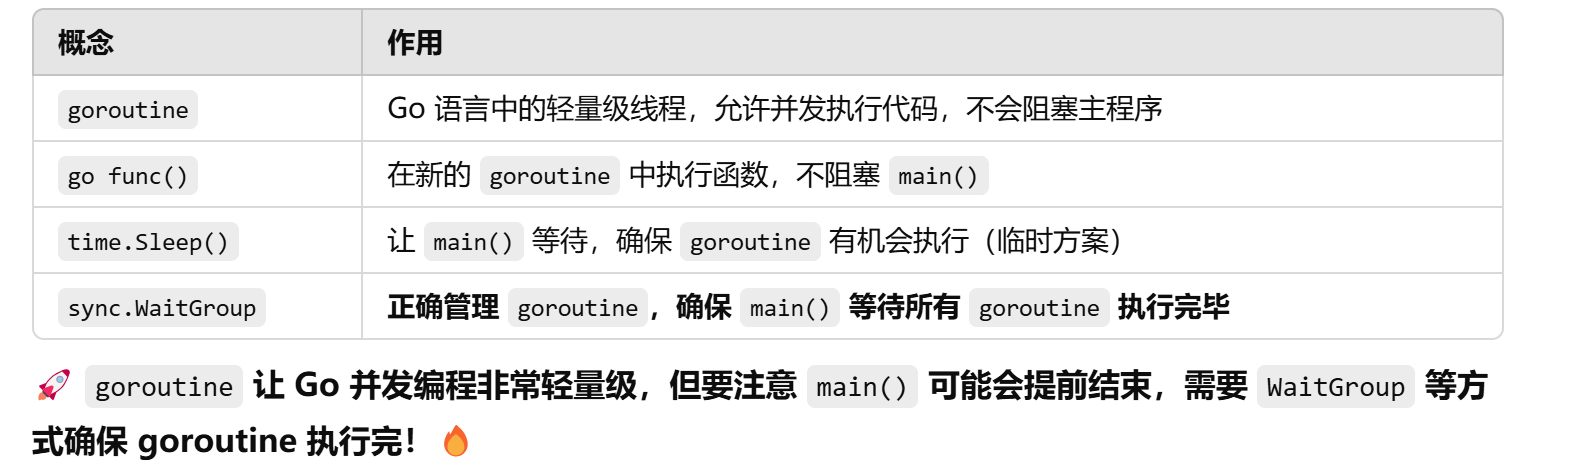 概念 作用
goroutine Go 语言中的轻量级线程，允许并发执行代码，不会阻塞主程序
go func() 在新的 goroutine 中执行函数，不阻塞 main()
time.Sleep() 让 main() 等待，确保 goroutine 有机会执行（临时方案）
sync.WaitGroup 正确管理 goroutine，确保 main() 等待所有 goroutine 执行完毕
🚀 goroutine 让 Go 并发编程非常轻量级，但要注意 main() 可能会提前结束，需要 WaitGroup 等方
式确保 goroutine 执行完！ 🔥